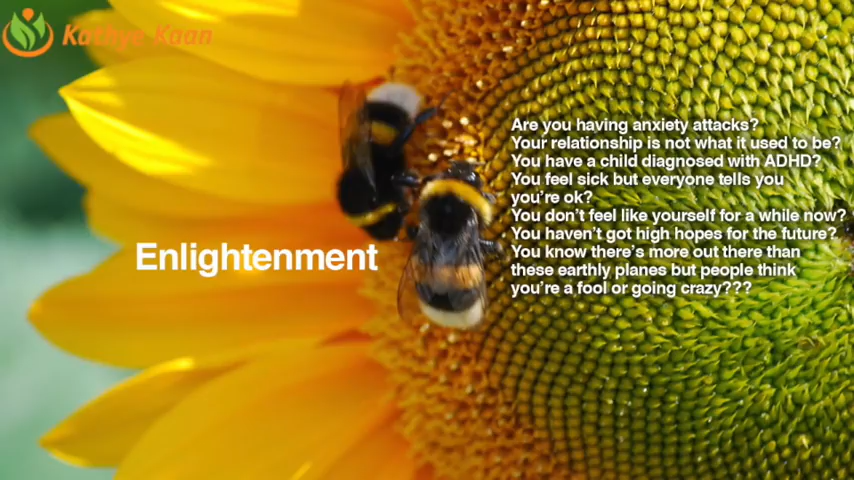 Kathye Kaan
Are you having anxiety attacks?
Your relationship is not what it used to be?
You have a child diagnosed with ADHD?
You feel sick but everyone tells you
you're ok?
You don't feel like yourself for a while now?
You haven't got high hopes for the future?
You know there's more out there than
these earthly planes but people think
you're a fool or going crazy???
Enlightenment